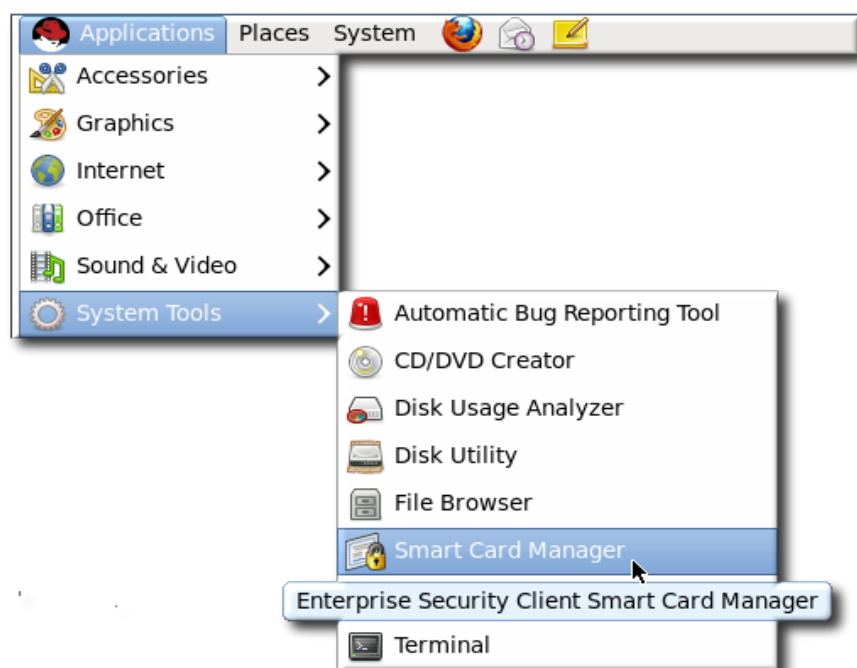 Applications Places System
Accessories
Graphics
Internet
Office
Sound & Video
System Tools
Automatic Bug Reporting Tool
CD/DVD Creator
Disk Usage Analyzer
Disk Utility
File Browser
Smart Card Manager
Enterprise Security Client Smart Card Manager
Terminal